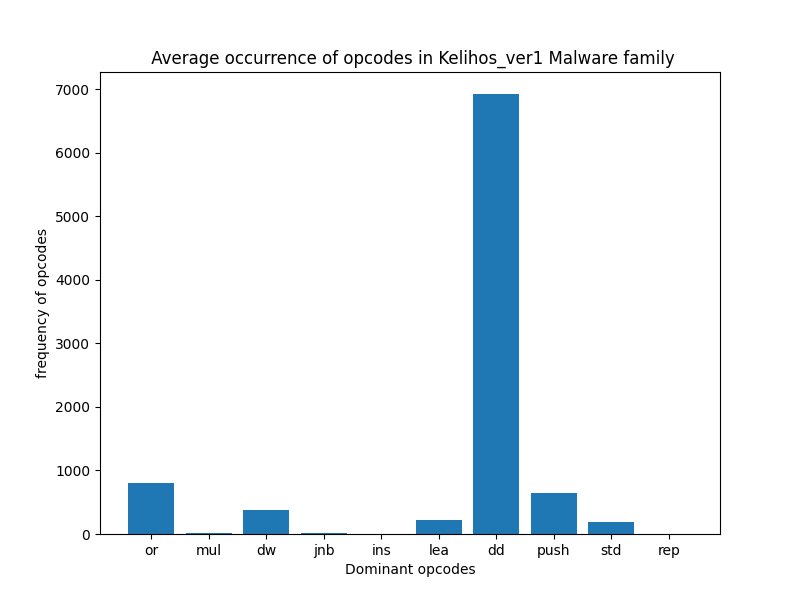 Average occurrence of opcodes in Kelihos_ver1 Malware family
7000
6000
5000
4000
3000
2000
1000
0
frequency of opcodes
or mul dw jnb ins lea dd push std rep
Dominant opcodes